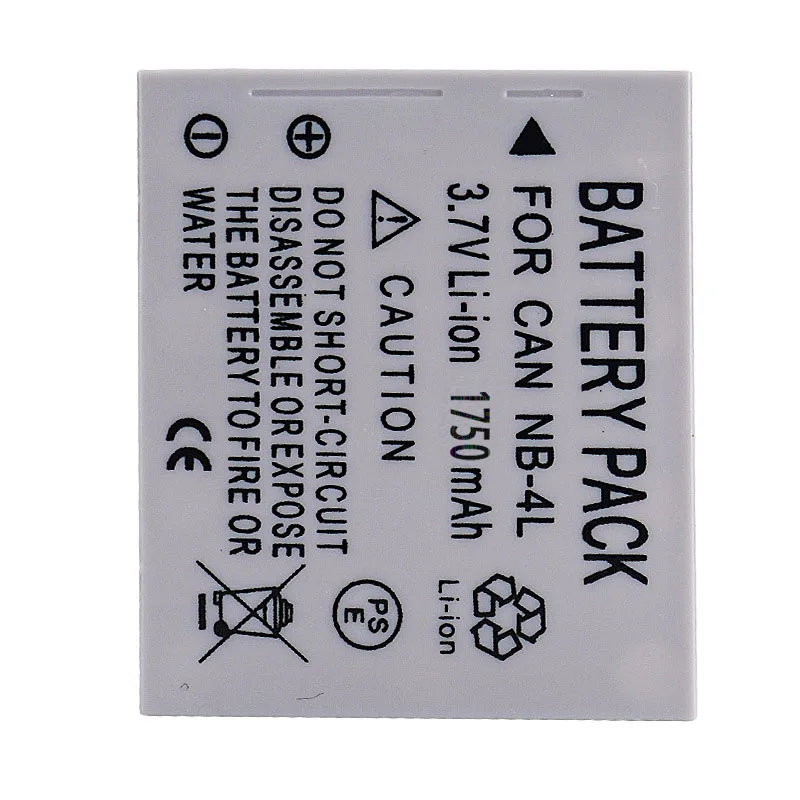 BATTERY PACK
FOR CAN NB-4L
3.7V Li-ion 1750mAh
CAUTION
DO NOT SHORT-CIRCUIT
DISASSEMBLE OR EXPOSE
THE BATTERY TO FIRE OR
WATER
CE
PS
E
Li-ion